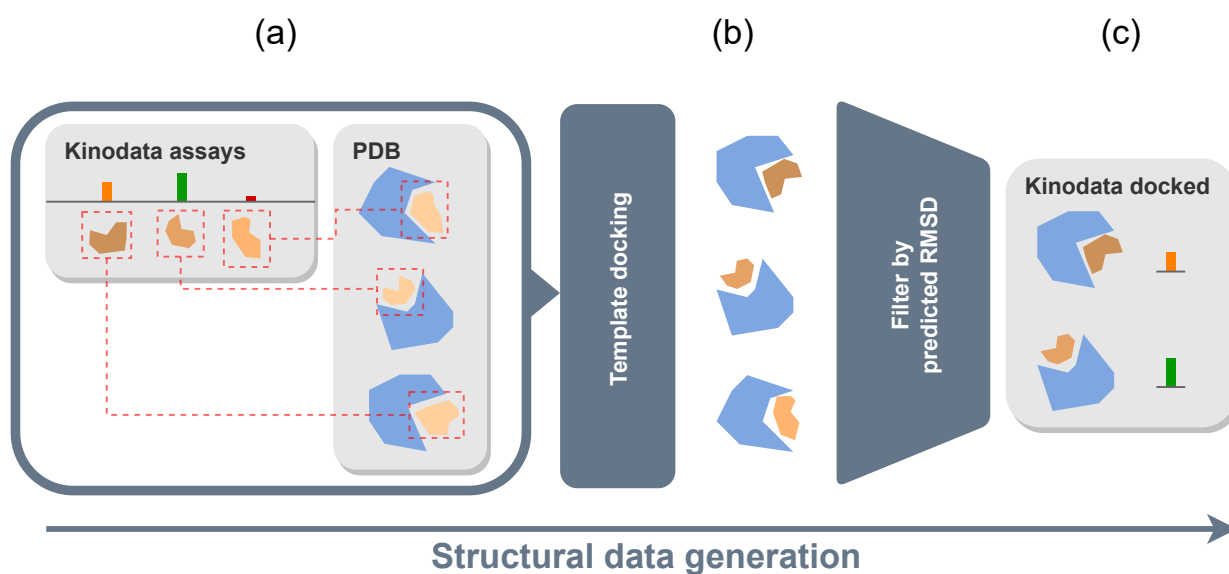 (a)
(b)
(c)
Kinodata assays
PDB
Template docking
Filter by
predicted RMSD
Kinodata docked
Structural data generation